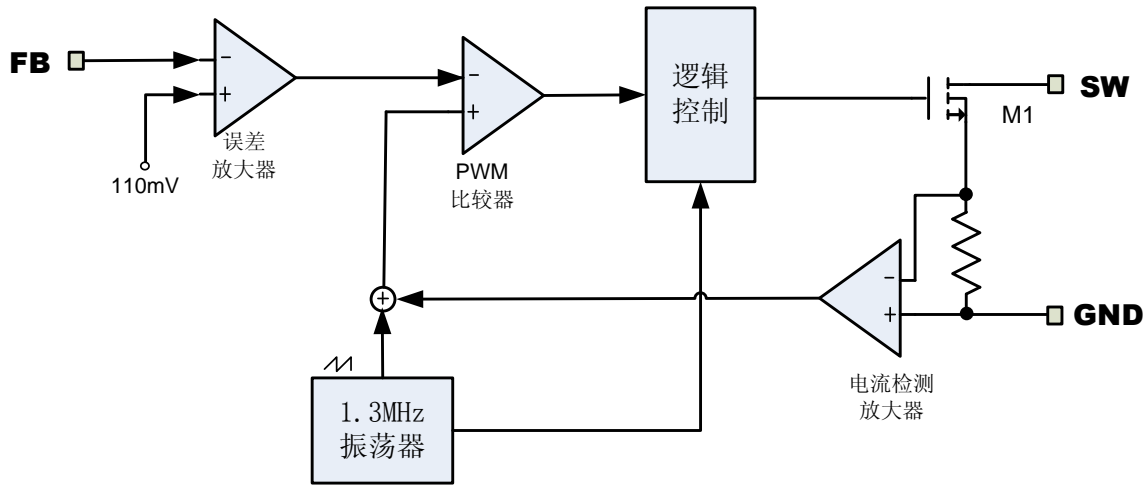 FB
-
+
110mV
误差
放大器
-
+
PWM
比较器
逻辑
控制
M1
SW
-
+
GND
电流检测
放大器
+
1.3MHz
振荡器